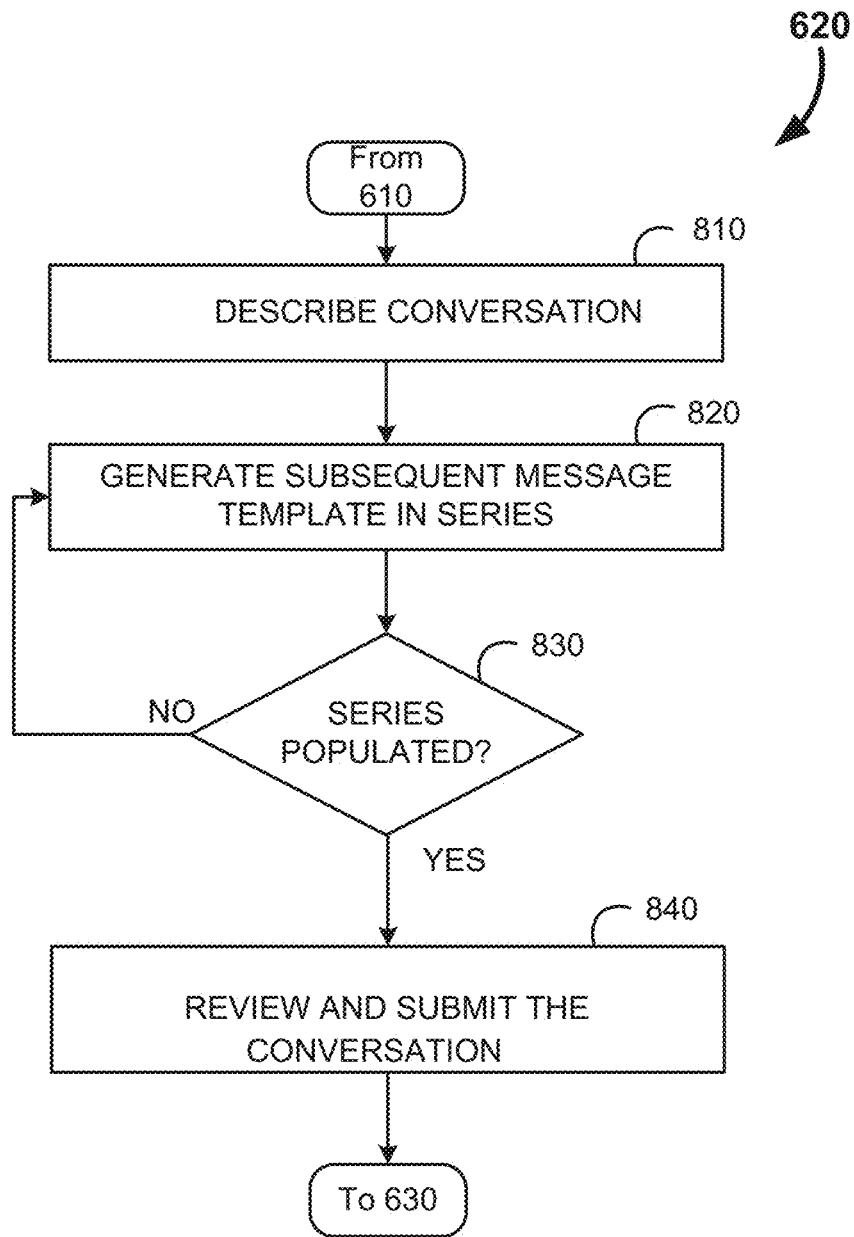 620
From
610
810
DESCRIBE CONVERSATION
820
GENERATE SUBSEQUENT MESSAGE
TEMPLATE IN SERIES
830
NO
SERIES
POPULATED?
YES
840
REVIEW AND SUBMIT THE
CONVERSATION
To 630